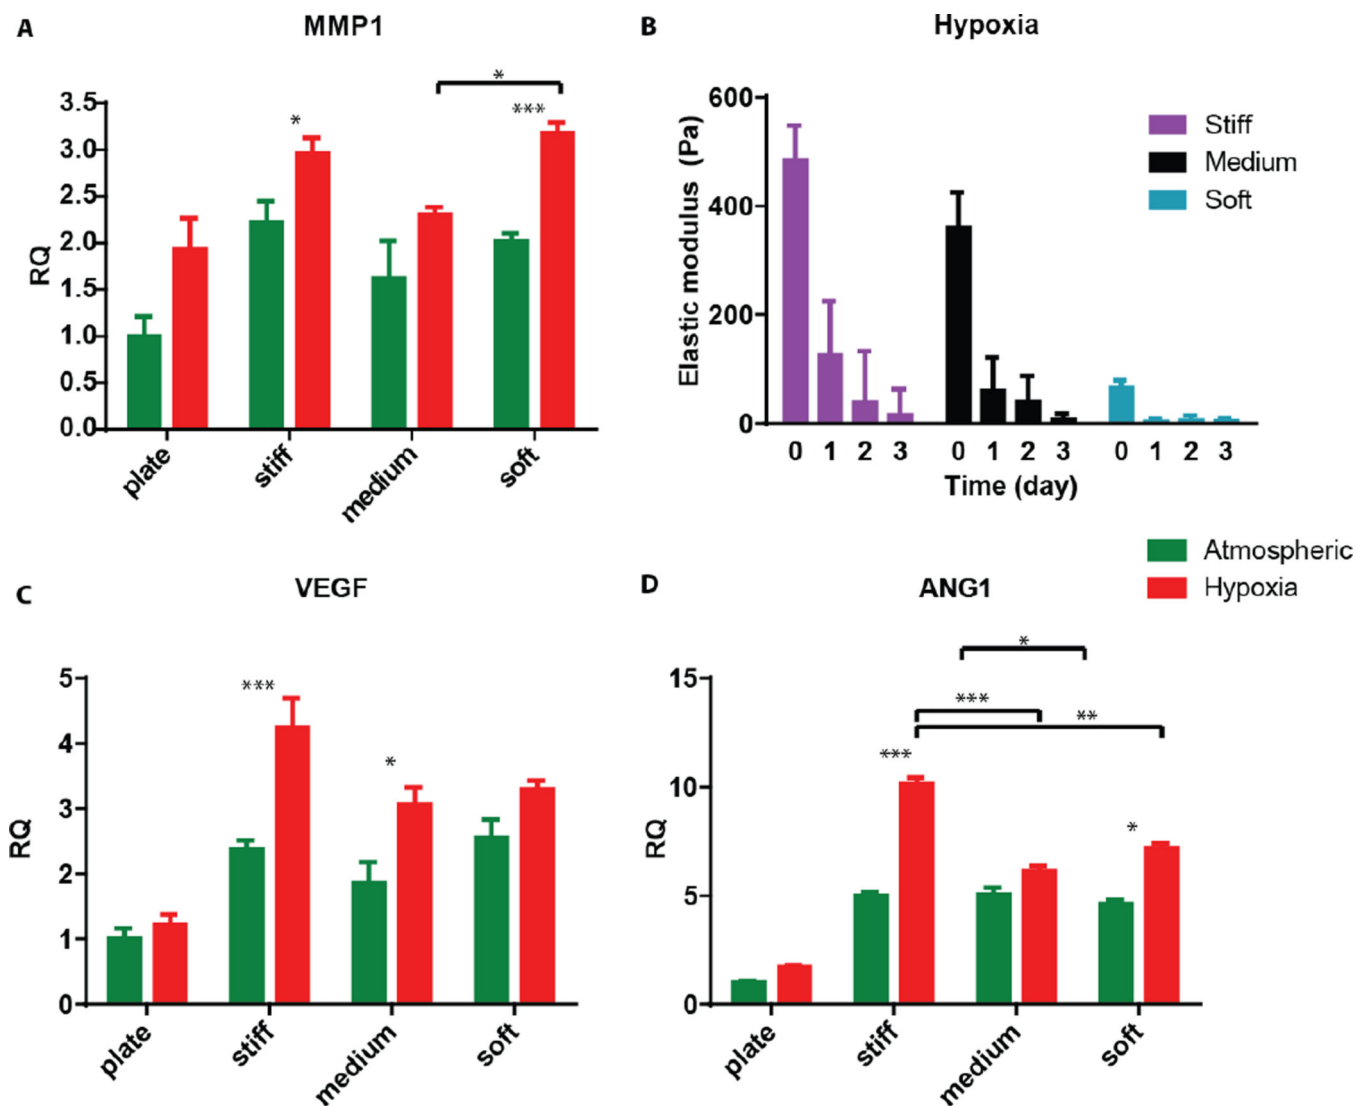 A
MMP1
*
***
*
3.5
3.0
2.5
2.0
1.5
1.0
0.5
0.0
RQ
plate
stiff
medium
soft
B
Hypoxia
600
400
200
0
Elastic modulus (Pa)
Stiff
Medium
Soft
0 1 2 3 0 1 2 3 0 1 2 3
Time (day)
Atmospheric
Hypoxia
C
VEGF
***
*
5
4
3
2
1
0
RQ
plate
stiff
medium
soft
D
ANG1
*
***
**
***
*
15
10
5
0
RQ
plate
stiff
medium
soft